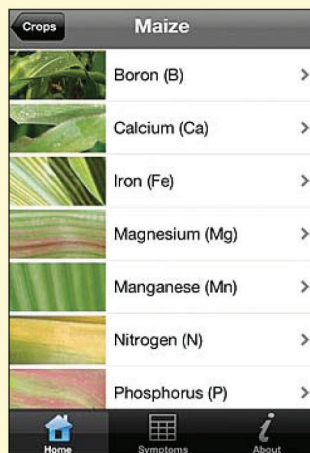 Crops
Maize
Boron (B)
Calcium (Ca)
Iron (Fe)
Magnesium (Mg)
Manganese (Mn)
Nitrogen (N)
Phosphorus (P)
Home
Symptoms
About